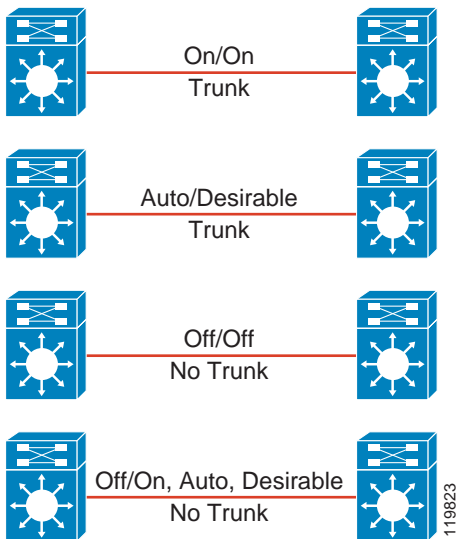 On/On
Trunk
Auto/Desirable
Trunk
Off/Off
No Trunk
Off/On, Auto, Desirable
No Trunk
119823